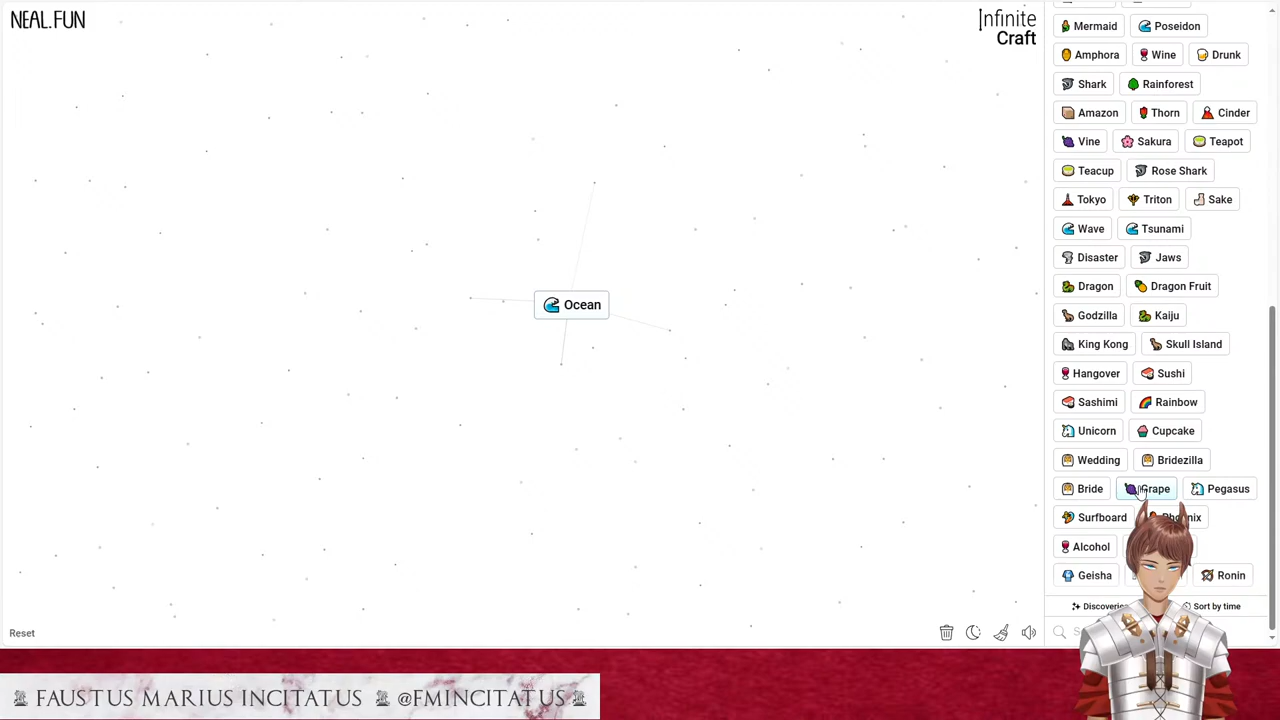 NEAL.FUN
Infinite
Craft
Mermaid Poseidon
Amphora Wine Drunk
Shark Rainforest
Amazon Thorn Cinder
Vine Sakura Teapot
Teacup Rose Shark
Tokyo Triton Sake
Wave Tsunami
Disaster Jaws
Dragon Dragon Fruit
Ocean
Godzilla Kaiju
King Kong Skull Island
Hangover Sushi
Sashimi Rainbow
Unicorn Cupcake
Wedding Bridezilla
Bride Grape Pegasus
Surfboard Phoenix
Alcohol
Geisha Ronin
Discoveries Sort by time
Reset
FAUSTUS MARIUS INCITATUS @FMINCITATUS